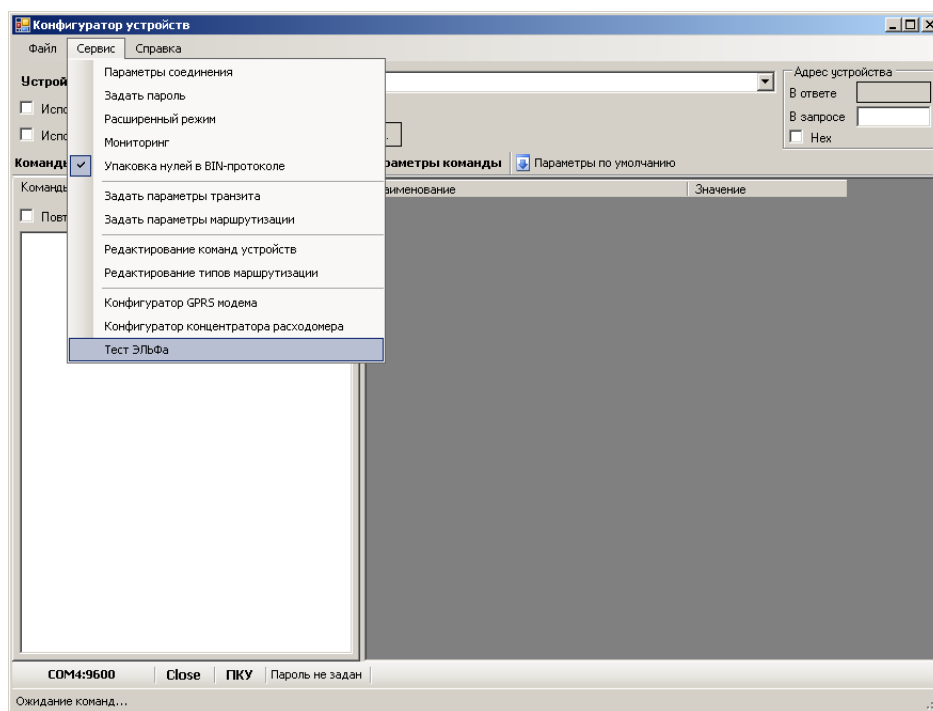 Конфигуратор устройств
Файл Сервис Справка
Параметры соединения
Задать пароль
Расширенный режим
Мониторинг
Упаковка нулей в BIN-протоколе
Задать параметры транзита
Задать параметры маршрутизации
Редактирование команд устройств
Редактирование типов маршрутизации
Конфигуратор GPRS модема
Конфигуратор концентратора расходомера
Тест ЭЛЬФа
Адрес устройства
В ответе
В запросе
Hex
Параметры по умолчанию
команды
Значение
COM4:9600 Close ПКУ Пароль не задан
Ожидание команд...